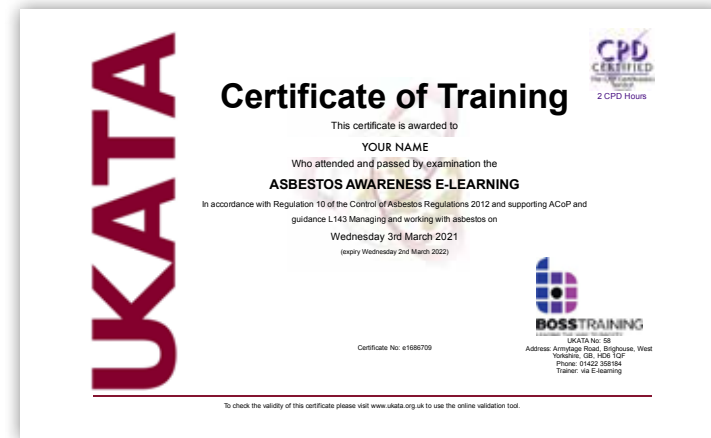 UKATA
CPD
CERTIFIED
2 CPD Hours
Certificate of Training
This certificate is awarded to
YOUR NAME
Who attended and passed by examination the
ASBESTOS AWARENESS E-LEARNING
In accordance with Regulation 10 of the Control of Asbestos Regulations 2012 and supporting ACoP and
guidance L143 Managing and working with asbestos on
Wednesday 3rd March 2021
(expiry Wednesday 2nd March 2022)
BOSSTRAINING
UKATA No: 58
Address: Armytage Road, Brighouse, West
Yorkshire, GB, HD6 1QF
Phone: 01422 358184
Trainer: via E-learning
Certificate No: e1686709
To check the validity of this certificate please visit www.ukata.org.uk to use the online validation tool.